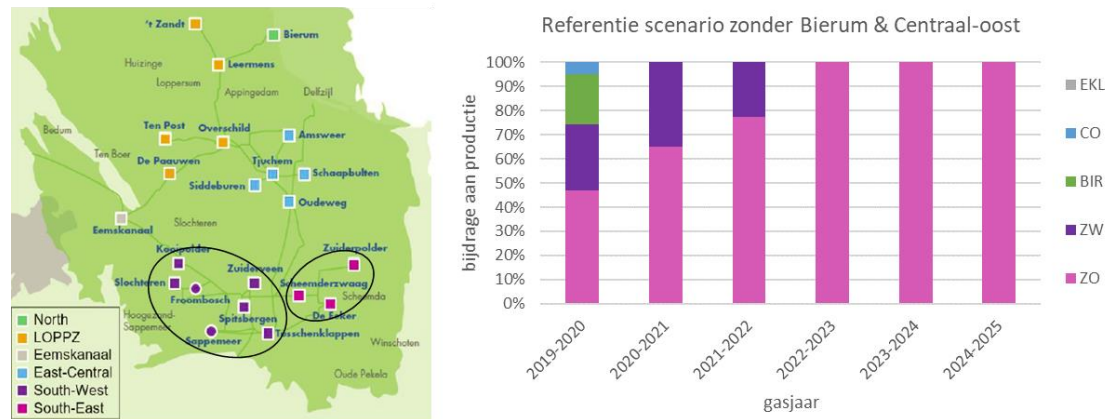 't Zandt
Bierum
Huizinge
Leermens
Loppersum
Appingedam
Delfzijl
Bedum
Ten Post
Overschild
Amsweer
Ten Boer
De Paauwen
Tjuchem
Schaapbulten
Siddeburen
Oudeweg
Eemskanaal
Slochteren
Kooipolder
Zuiderpolder
Slochteren
Zuiderveen
Scheemderzwaag
Froombosch
Scheemda
Hoogezand-
Sappemeer
Spitsbergen
De Eeker
Sappemeer
Tusschenklappen
Winschoten
Oude Pekela
North
LOPPZ
Eemskanaal
East-Central
South-West
South-East
Referentie scenario zonder Bierum & Centraal-oost
bijdrage aan productie
100%
90%
80%
70%
60%
50%
40%
30%
20%
10%
0%
2019-2020
2020-2021
2021-2022
2022-2023
2023-2024
2024-2025
gasjaar
EKL
CO
BIR
ZW
ZO